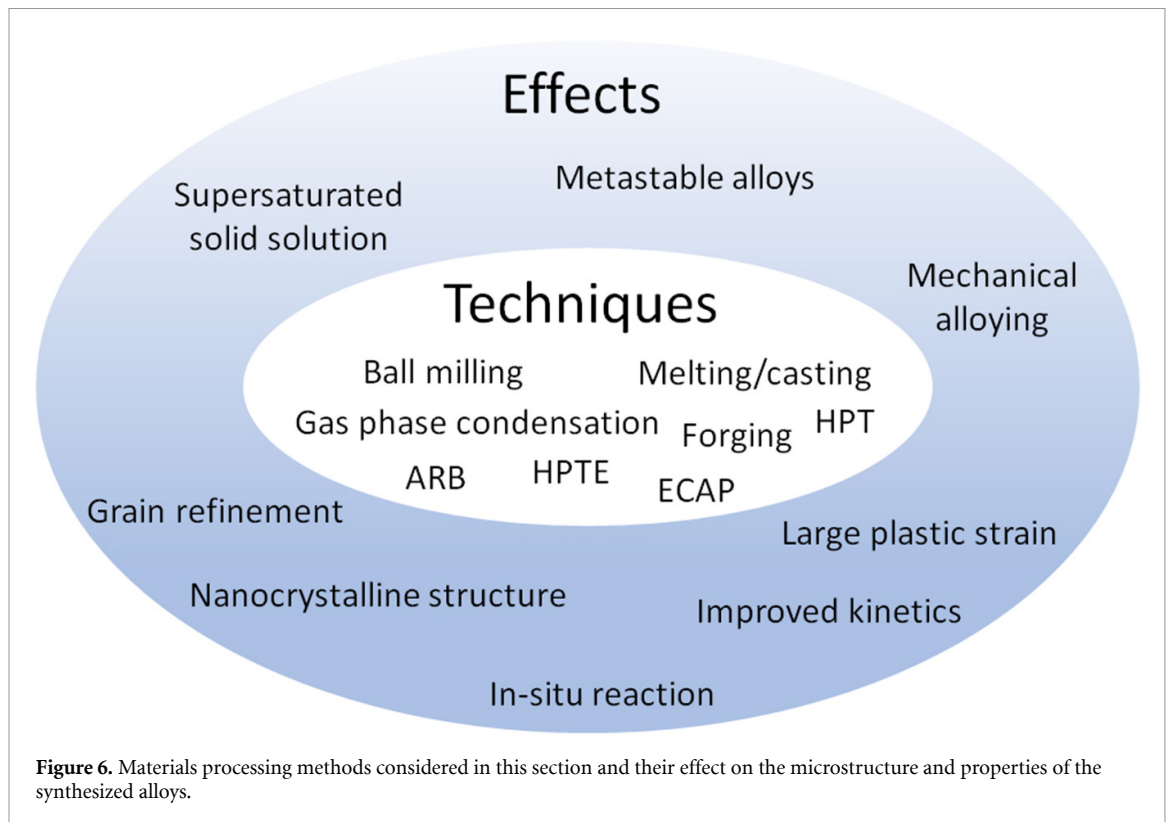 Effects
Metastable alloys
Supersaturated
solid solution
Mechanical
alloying
Techniques
Ball milling
Melting/casting
Gas phase condensation
Forging
HPT
ARB
HPTE
ECAP
Grain refinement
Large plastic strain
Nanocrystalline structure
Improved kinetics
In-situ reaction
Figure 6. Materials processing methods considered in this section and their effect on the microstructure and properties of the
synthesized alloys.